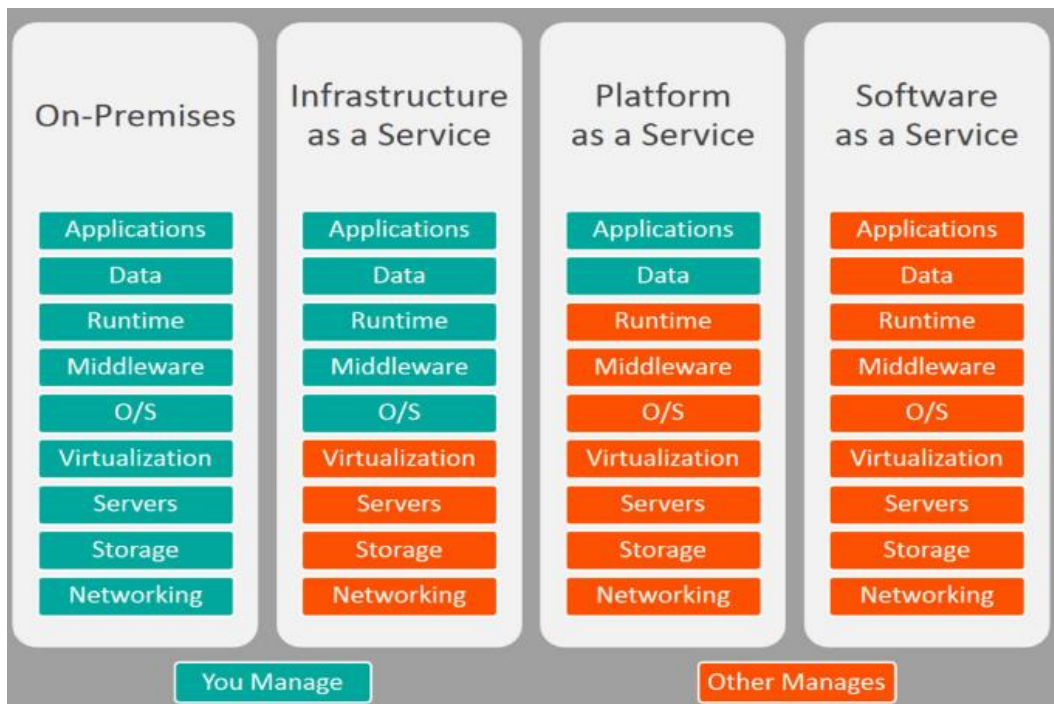 On-Premises
Applications
Data
Runtime
Middleware
O/S
Virtualization
Servers
Storage
Networking
Infrastructure
as a Service
Applications
Data
Runtime
Middleware
O/S
Virtualization
Servers
Storage
Networking
Platform
as a Service
Applications
Data
Runtime
Middleware
O/S
Virtualization
Servers
Storage
Networking
Software
as a Service
Applications
Data
Runtime
Middleware
O/S
Virtualization
Servers
Storage
Networking
You Manage
Other Manages